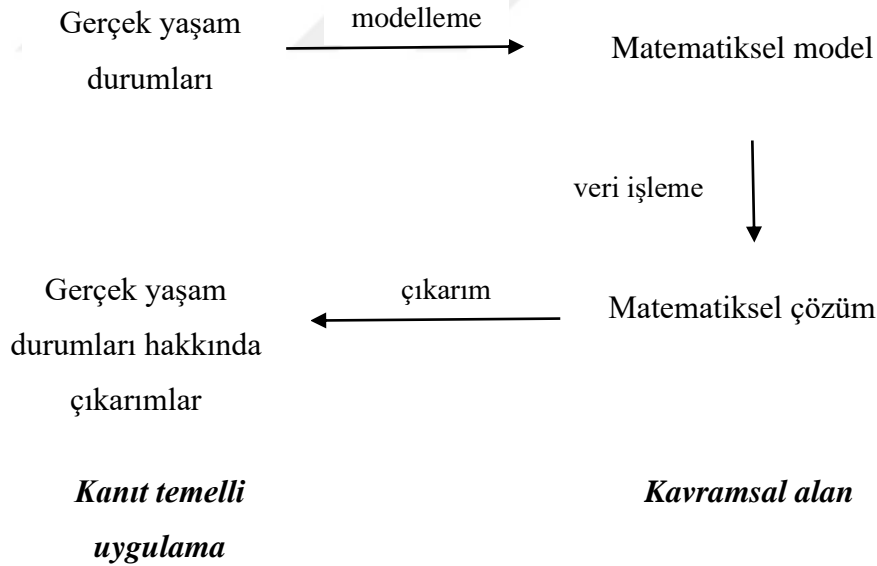 Gerçek yaşam
durumları
modelleme
Matematiksel model
veri işleme
Matematiksel çözüm
çıkarım
Gerçek yaşam
durumları hakkında
çıkarımlar
Kanıt temelli
uygulama
Kavramsal alan